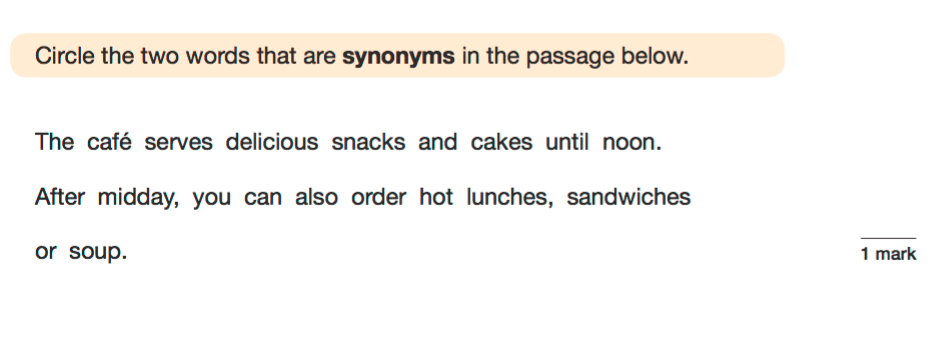 Circle the two words that are synonyms in the passage below.
The café serves delicious snacks and cakes until noon.
After midday, you can also order hot lunches, sandwiches
or soup.
1 mark